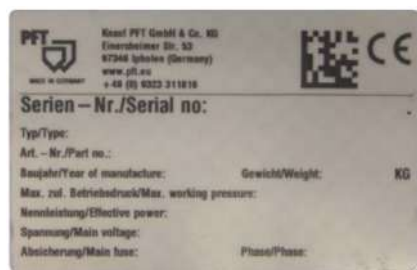 PFT
MADE IN GERMANY
Knauf PFT GmbH & Co. KG
Einersheimer Str. 53
97346 Iphofen (Germany)
www.pft.eu
+49 (0) 9323 311818
CE
Serien – Nr./Serial no:
Typ/Type:
Art. – Nr./Part no.:
Baujahr/Year of manufacture: Gewicht/Weight: KG
Max. zul. Betriebsdruck/Max. working pressure:
Nennleistung/Effective power:
Spannung/Main voltage:
Absicherung/Main fuse: Phase/Phase: